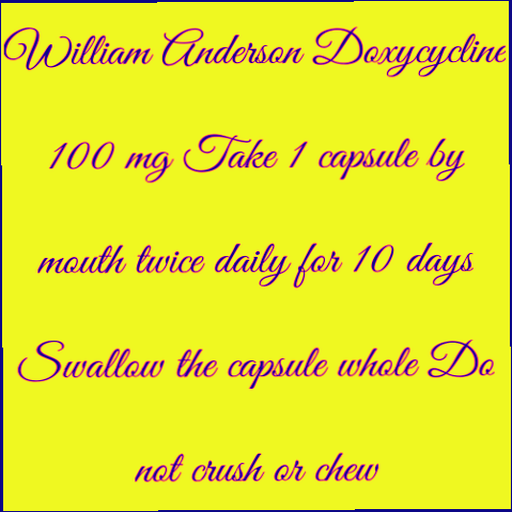 William Anderson Doxycycline
100 mg Take 1 capsule by
mouth twice daily for 10 days
Swallow the capsule whole Do
not crush or chew